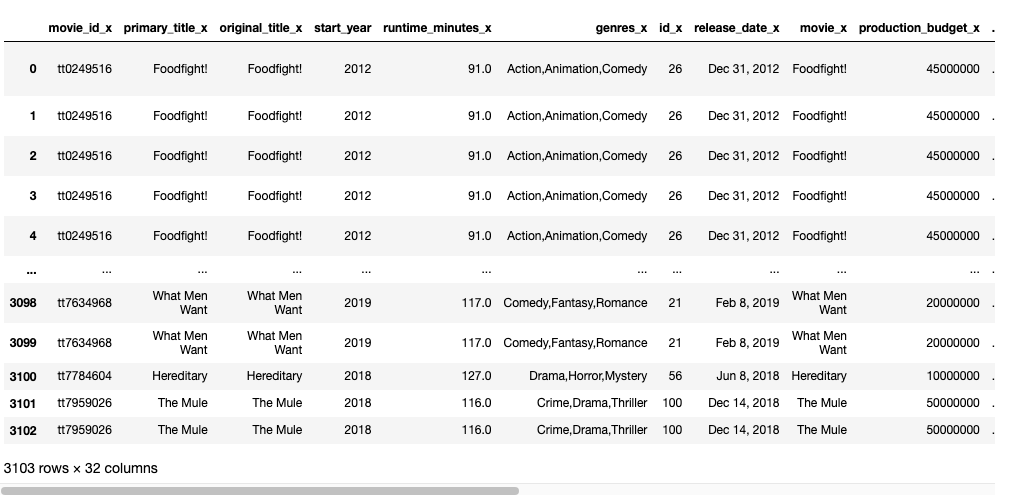 movie_id_x primary_title_x original_title_x start_year runtime_minutes_x genres_x id_x release_date_x movie_x production_budget_x .
0 tt0249516 Foodfight! Foodfight! 2012 91.0 Action,Animation,Comedy 26 Dec 31, 2012 Foodfight! 45000000 .
1 tt0249516 Foodfight! Foodfight! 2012 91.0 Action,Animation,Comedy 26 Dec 31, 2012 Foodfight! 45000000 .
2 tt0249516 Foodfight! Foodfight! 2012 91.0 Action,Animation,Comedy 26 Dec 31, 2012 Foodfight! 45000000 .
3 tt0249516 Foodfight! Foodfight! 2012 91.0 Action,Animation,Comedy 26 Dec 31, 2012 Foodfight! 45000000 .
4 tt0249516 Foodfight! Foodfight! 2012 91.0 Action,Animation,Comedy 26 Dec 31, 2012 Foodfight! 45000000 .
... ... ... ... ... ... ... ... ... ... ... .
3098 tt7634968 What Men Want What Men Want 2019 117.0 Comedy,Fantasy,Romance 21 Feb 8, 2019 What Men Want 20000000 .
3099 tt7634968 What Men Want What Men Want 2019 117.0 Comedy,Fantasy,Romance 21 Feb 8, 2019 What Men Want 20000000 .
3100 tt7784604 Hereditary Hereditary 2018 127.0 Drama,Horror,Mystery 56 Jun 8, 2018 Hereditary 10000000 .
3101 tt7959026 The Mule The Mule 2018 116.0 Crime,Drama,Thriller 100 Dec 14, 2018 The Mule 50000000 .
3102 tt7959026 The Mule The Mule 2018 116.0 Crime,Drama,Thriller 100 Dec 14, 2018 The Mule 50000000 .
3103 rows × 32 columns